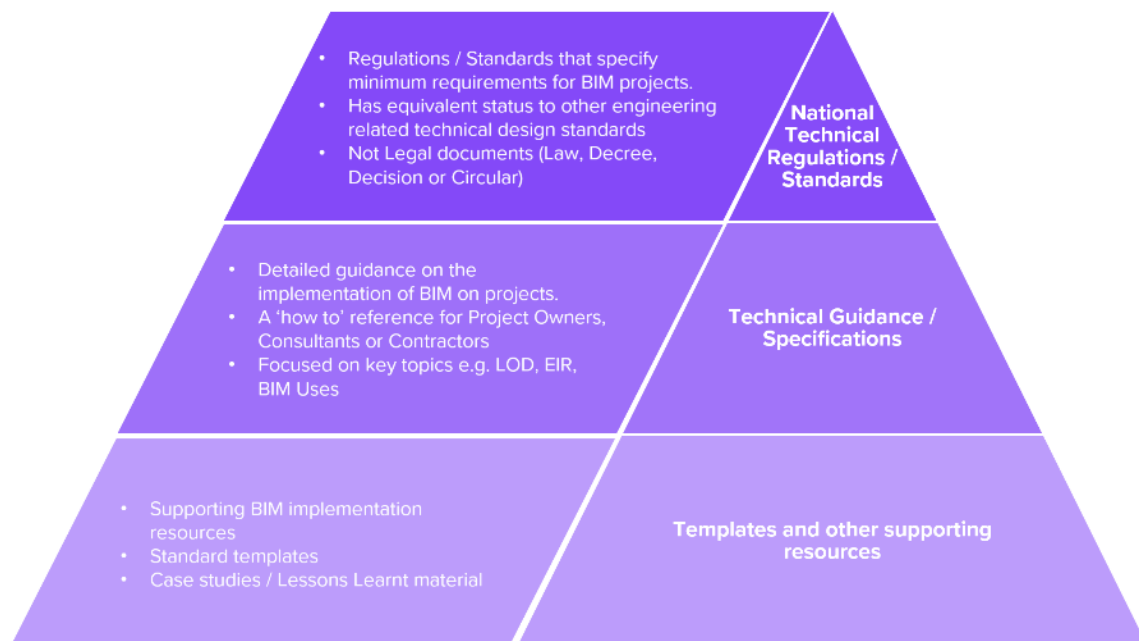 • Regulations / Standards that specify
minimum requirements for BIM projects.
• Has equivalent status to other engineering
related technical design standards
• Not Legal documents (Law, Decree,
Decision or Circular)
National
Technical
Regulations /
Standards
• Detailed guidance on the
implementation of BIM on projects.
• A ‘how to’ reference for Project Owners,
Consultants or Contractors
• Focused on key topics e.g. LOD, EIR,
BIM Uses
Technical Guidance /
Specifications
• Supporting BIM implementation
resources
• Standard templates
• Case studies / Lessons Learnt material
Templates and other supporting
resources